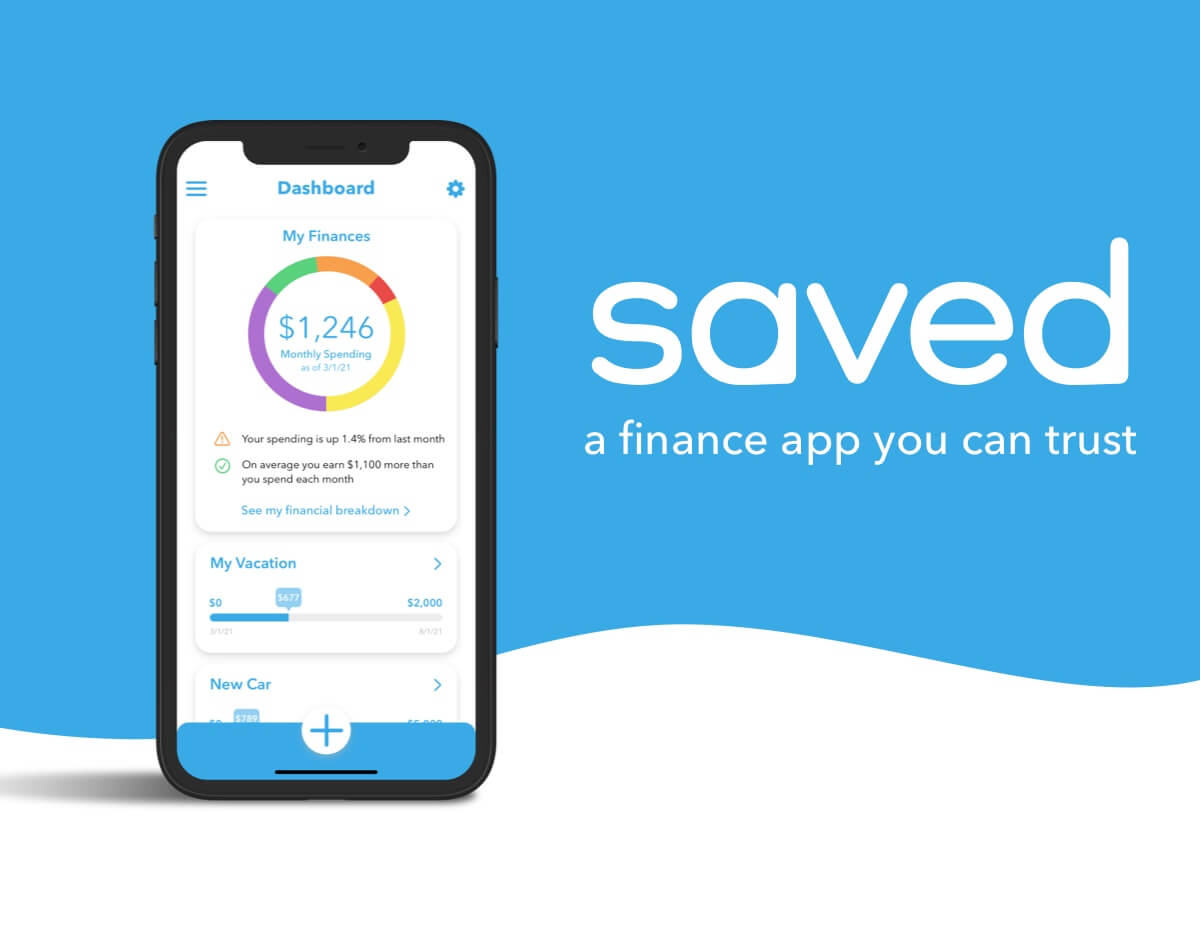 Dashboard
My Finances
$1,246
Monthly Spending
as of 3/1/21
Your spending is up 1.4% from last month
On average you earn $1,100 more than
you spend each month
See my financial breakdown >
My Vacation
$0 $677 $2,000
3/1/21 8/1/21
New Car
$0 $789 $5,000
saved
a finance app you can trust